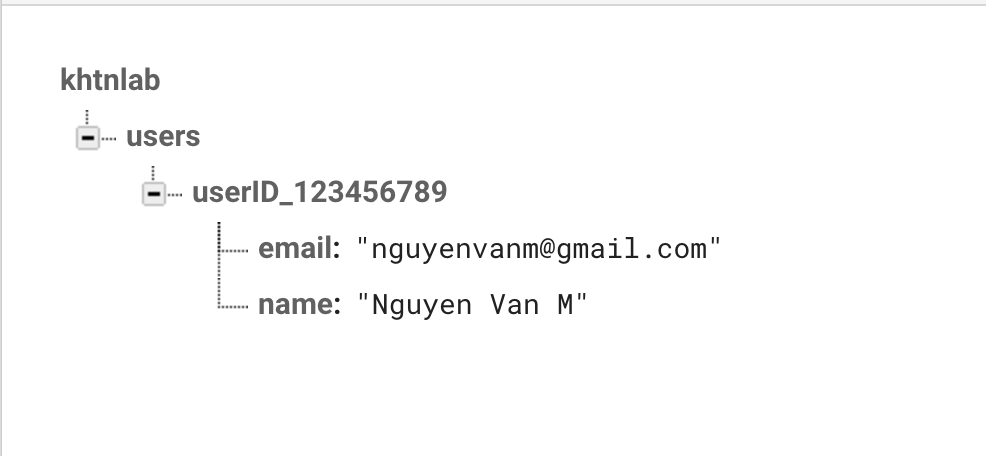 khtnlab
users
userID_123456789
email: "nguyenvanm@gmail.com"
name: "Nguyen Van M"